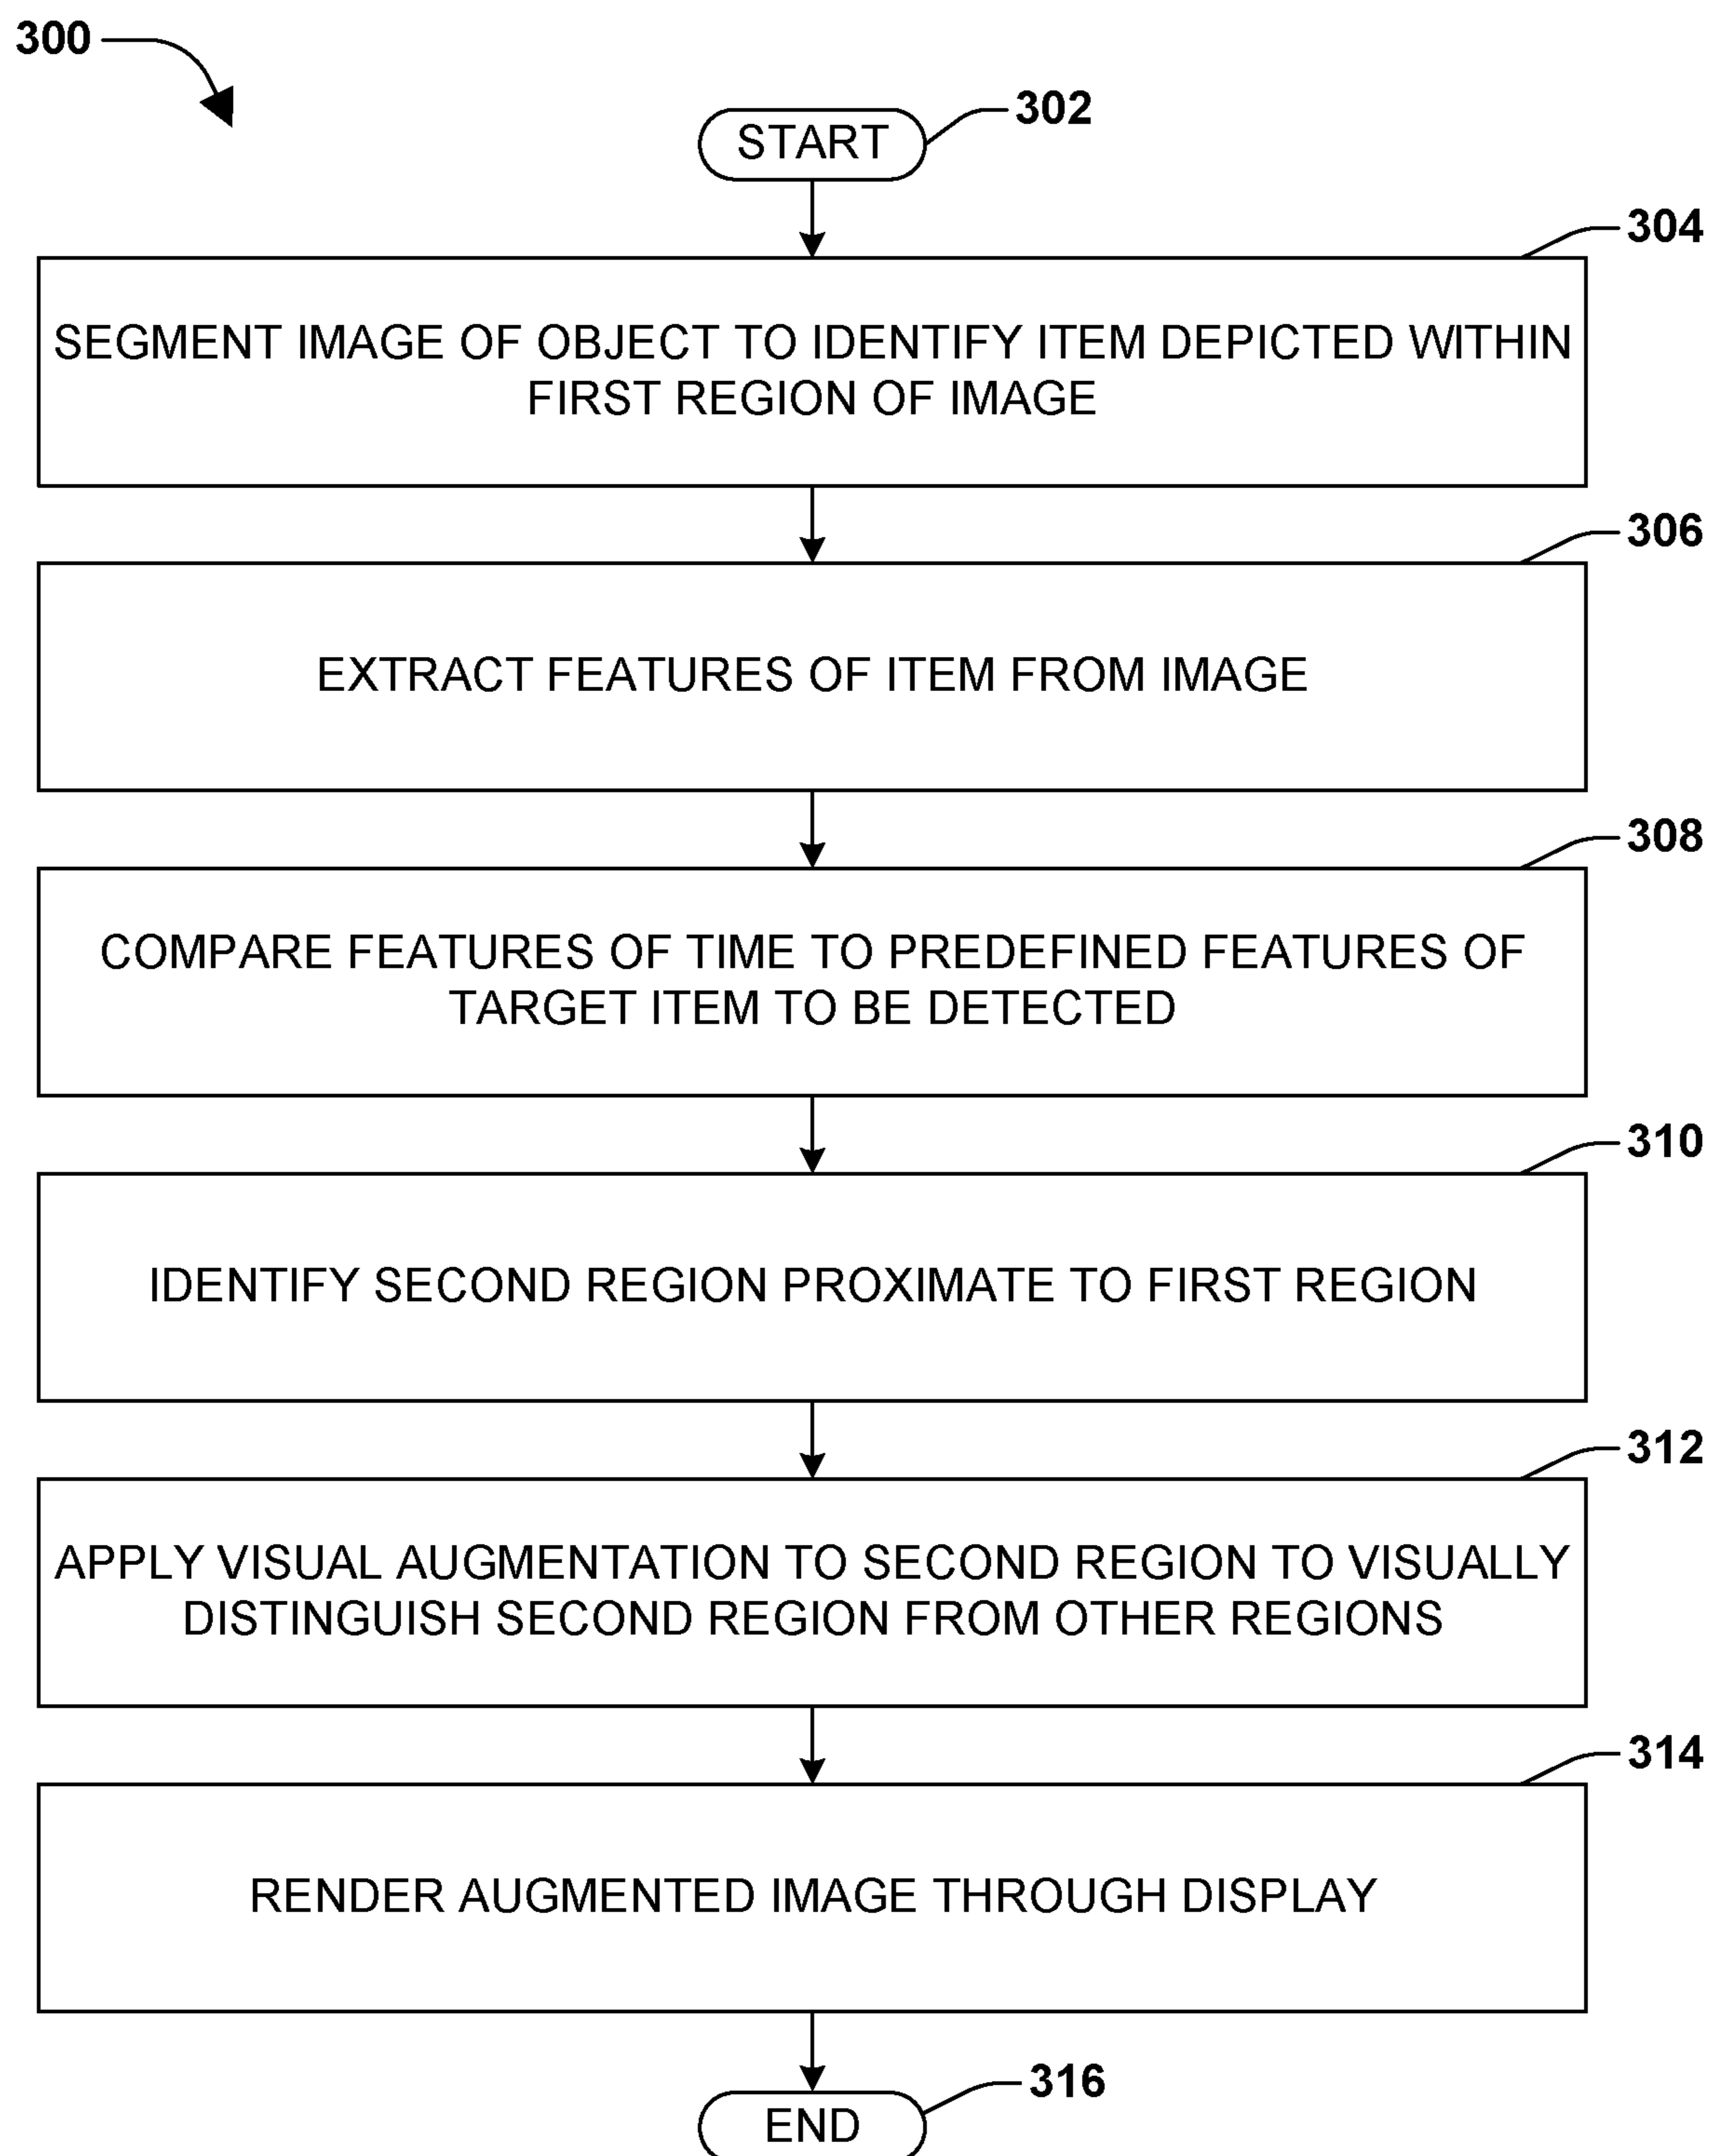 300
302
START
304
SEGMENT IMAGE OF OBJECT TO IDENTIFY ITEM DEPICTED WITHIN
FIRST REGION OF IMAGE
306
EXTRACT FEATURES OF ITEM FROM IMAGE
308
COMPARE FEATURES OF TIME TO PREDEFINED FEATURES OF
TARGET ITEM TO BE DETECTED
310
IDENTIFY SECOND REGION PROXIMATE TO FIRST REGION
312
APPLY VISUAL AUGMENTATION TO SECOND REGION TO VISUALLY
DISTINGUISH SECOND REGION FROM OTHER REGIONS
314
RENDER AUGMENTED IMAGE THROUGH DISPLAY
316
END